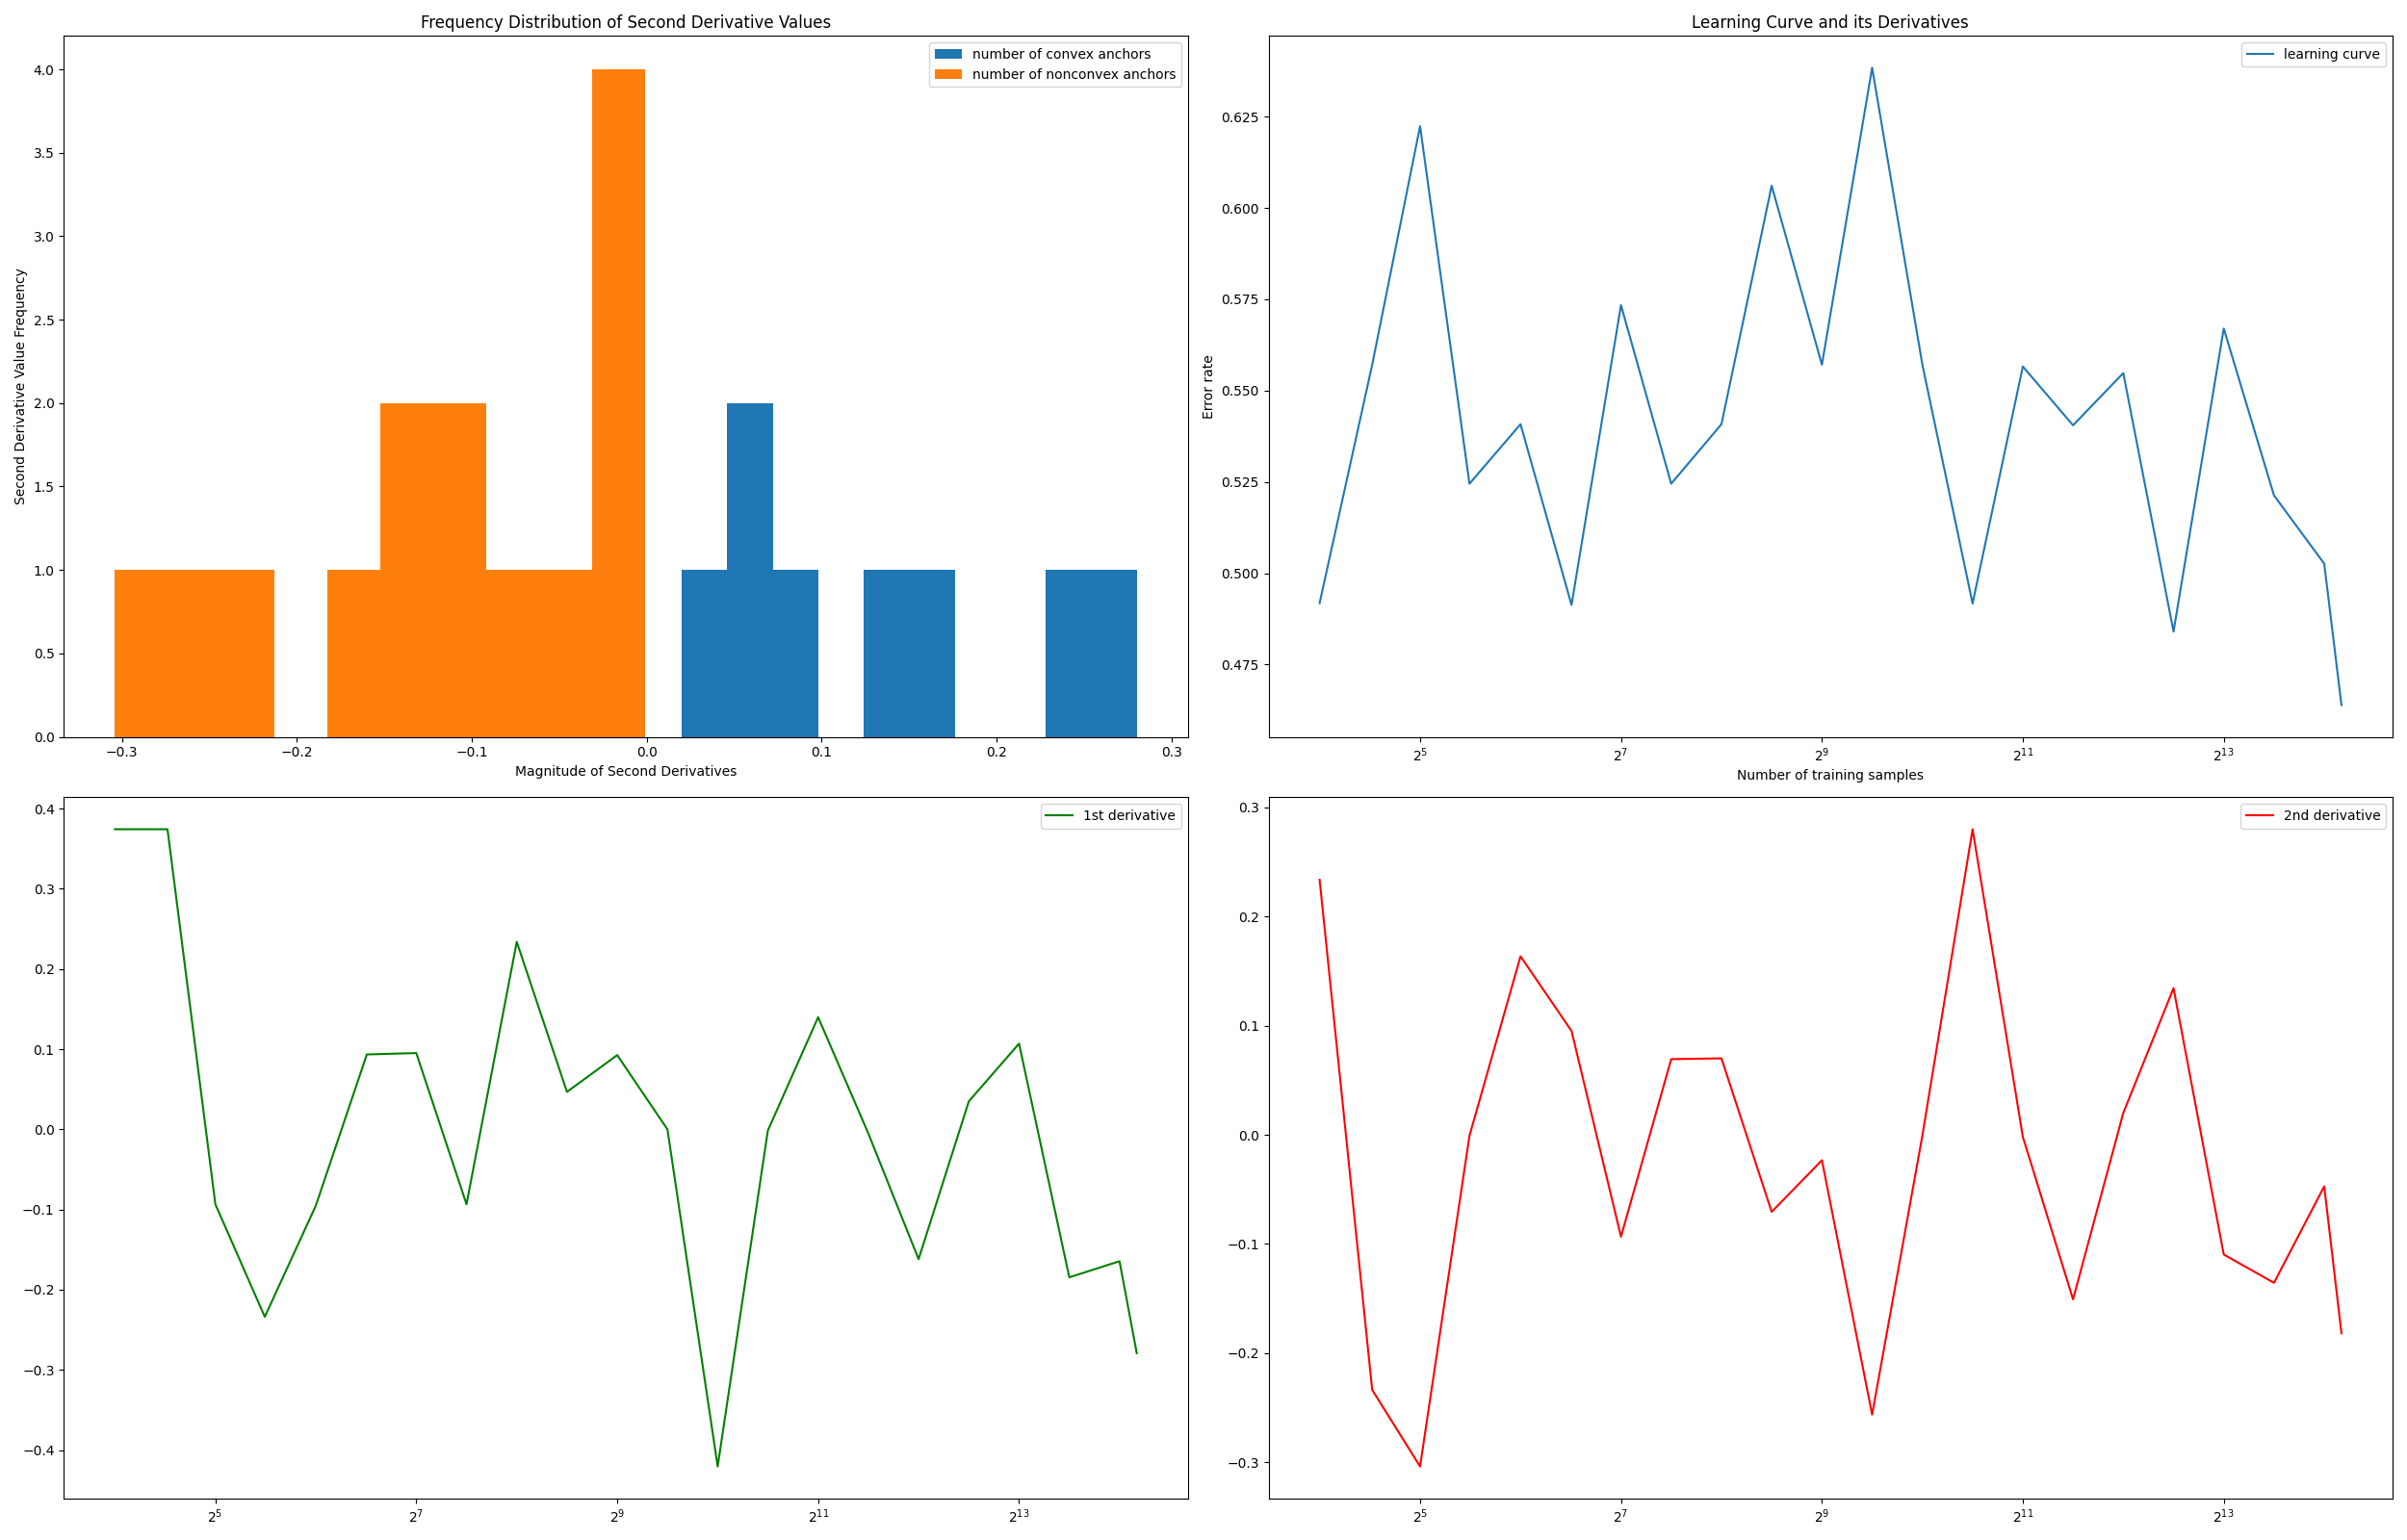 Frequency Distribution of Second Derivative Values
number of convex anchors
number of nonconvex anchors
Second Derivative Value Frequency
4.0
3.5
3.0
2.5
2.0
1.5
1.0
0.5
0.0
−0.3 −0.2 −0.1 0.0 0.1 0.2 0.3
Magnitude of Second Derivatives
Learning Curve and its Derivatives
learning curve
Error rate
0.625
0.600
0.575
0.550
0.525
0.500
0.475
2^5 2^7 2^9 2^11 2^13
Number of training samples
1st derivative
0.4
0.3
0.2
0.1
0.0
−0.1
−0.2
−0.3
−0.4
2^5 2^7 2^9 2^11 2^13
2nd derivative
0.3
0.2
0.1
0.0
−0.1
−0.2
−0.3
2^5 2^7 2^9 2^11 2^13